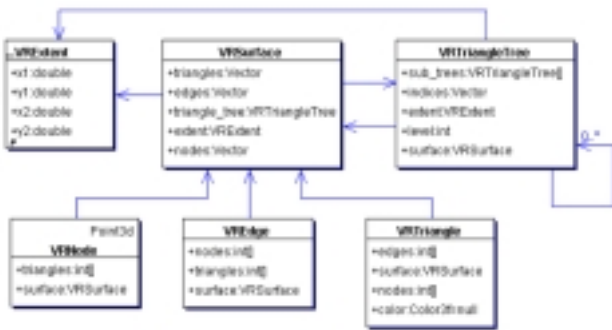 VRExtent
+x1:double
+y1:double
+x2:double
+y2:double
VRSurface
+triangles:Vector
+edges:Vector
+triangle_tree:VRTriangleTree
+extent:VRExtent
+nodes:Vector
VRTriangleTree
+sub_trees:VRTriangleTree[]
+indices:Vector
+extent:VRExtent
+level:int
+surface:VRSurface
0..*
Point3d
VRNode
+triangles:int[]
+surface:VRSurface
VREdge
+nodes:int[]
+triangles:int[]
+surface:VRSurface
VRTriangle
+edges:int[]
+surface:VRSurface
+nodes:int[]
+color:Color3f=null